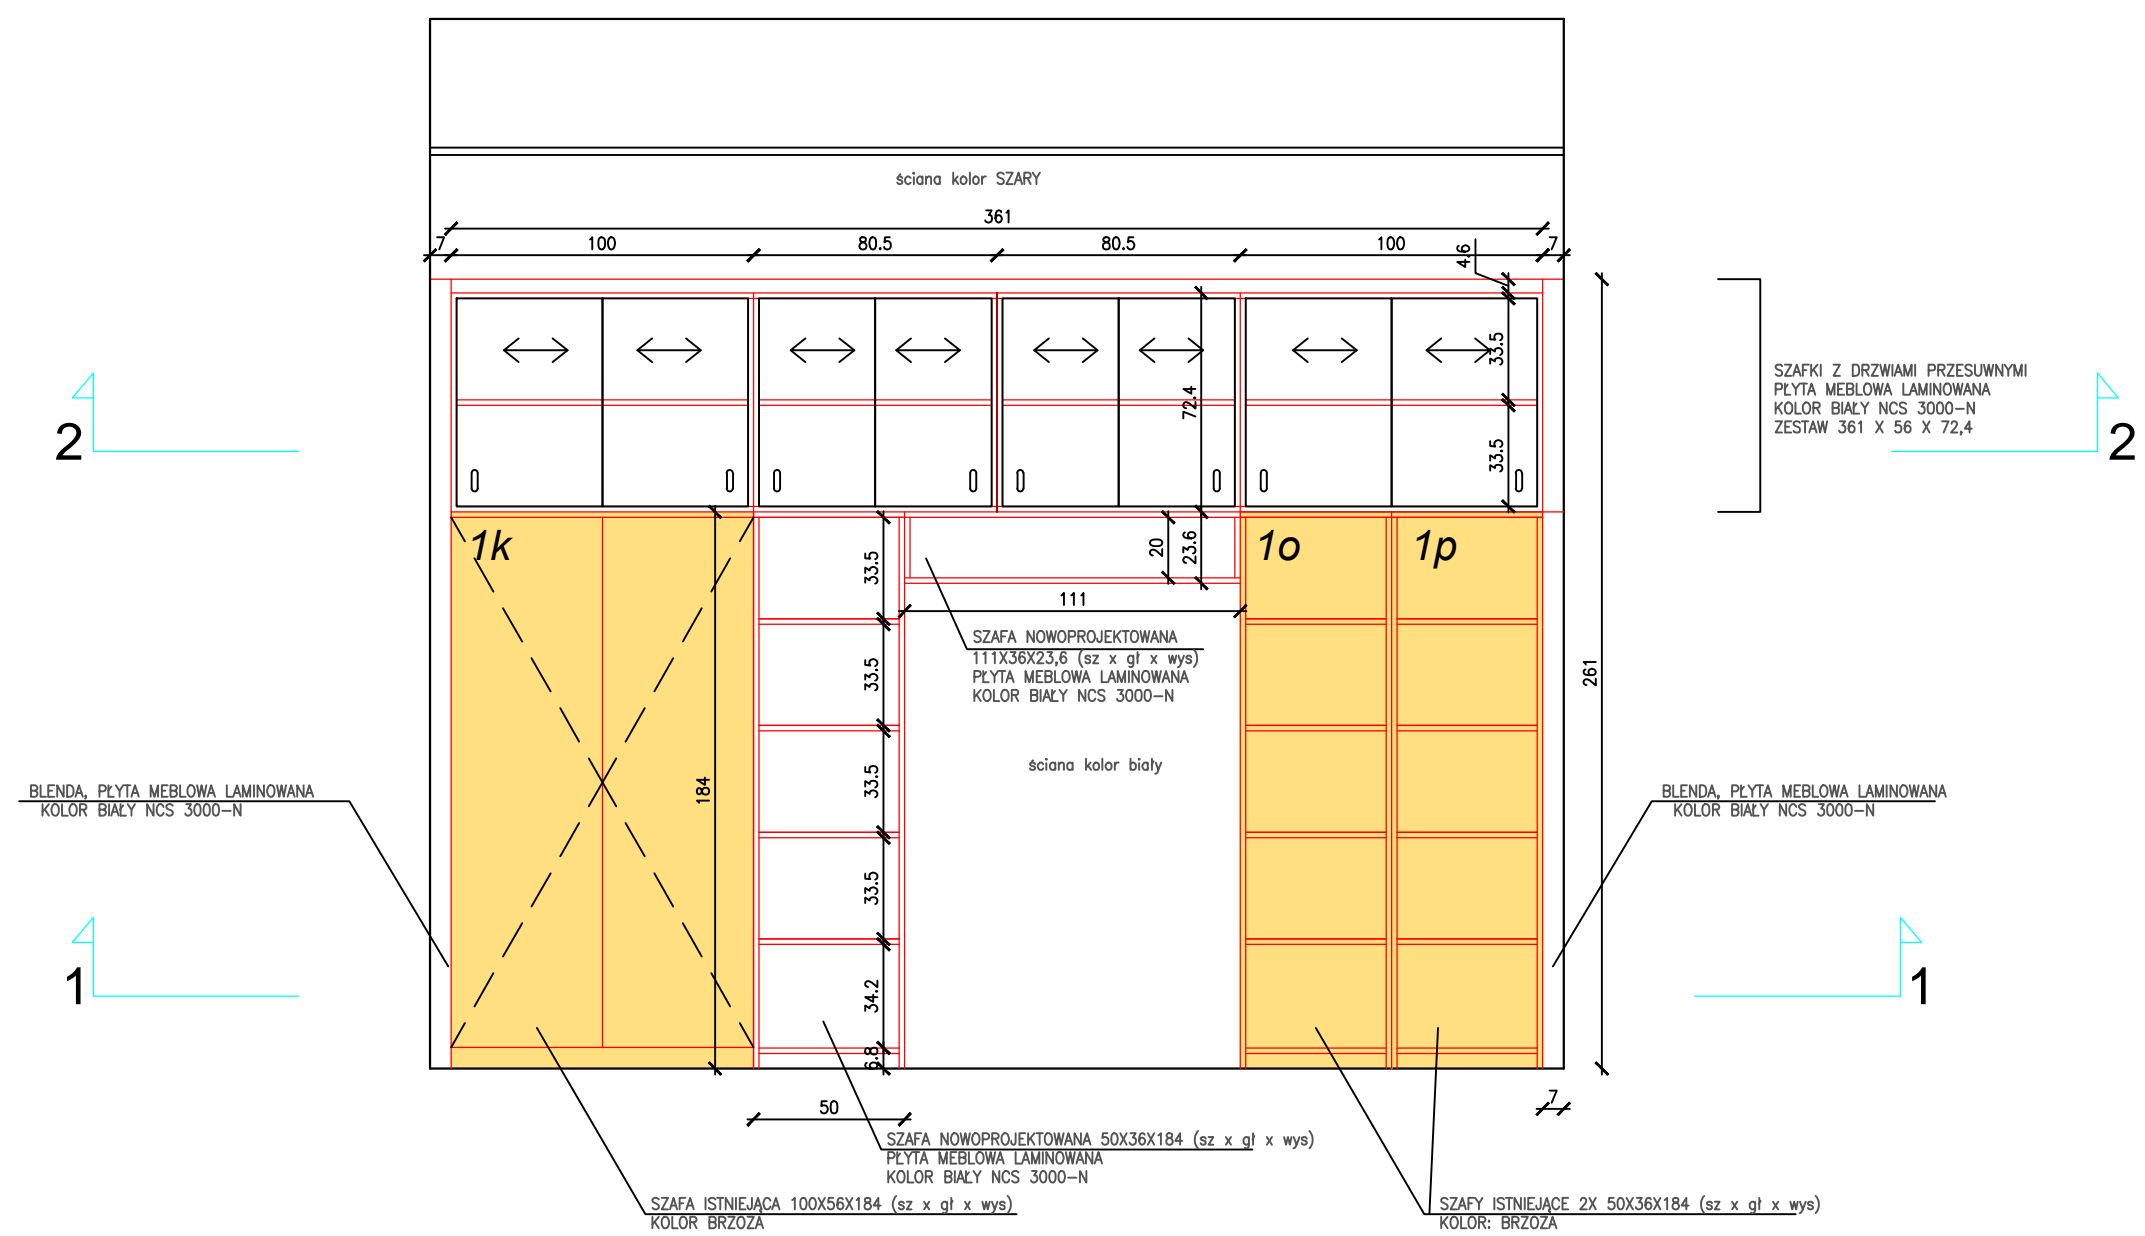 ściana kolor SZARY
361
7
100
80.5
80.5
100
7
4.6
33.5
72.4
33.5
SZAFKI Z DRZWIAMI PRZESUWNYMI
PŁYTA MEBLOWA LAMINOWANA
KOLOR BIAŁY NCS 3000-N
ZESTAW 361 X 56 X 72,4
2
2
1k
1o
1p
33.5
20
23.6
111
SZAFA NOWOPROJEKTOWANA
111X36X23,6 (sz x gł x wys)
PŁYTA MEBLOWA LAMINOWANA
KOLOR BIAŁY NCS 3000-N
33.5
261
ściana kolor biały
184
33.5
BLENDA, PŁYTA MEBLOWA LAMINOWANA
KOLOR BIAŁY NCS 3000-N
BLENDA, PŁYTA MEBLOWA LAMINOWANA
KOLOR BIAŁY NCS 3000-N
33.5
1
34.2
1
6.8
50
7
SZAFA NOWOPROJEKTOWANA 50X36X184 (sz x gł x wys)
PŁYTA MEBLOWA LAMINOWANA
KOLOR BIAŁY NCS 3000-N
SZAFA ISTNIEJĄCA 100X56X184 (sz x gł x wys)
KOLOR BRZOZA
SZAFY ISTNIEJĄCE 2X 50X36X184 (sz x gł x wys)
KOLOR: BRZOZA